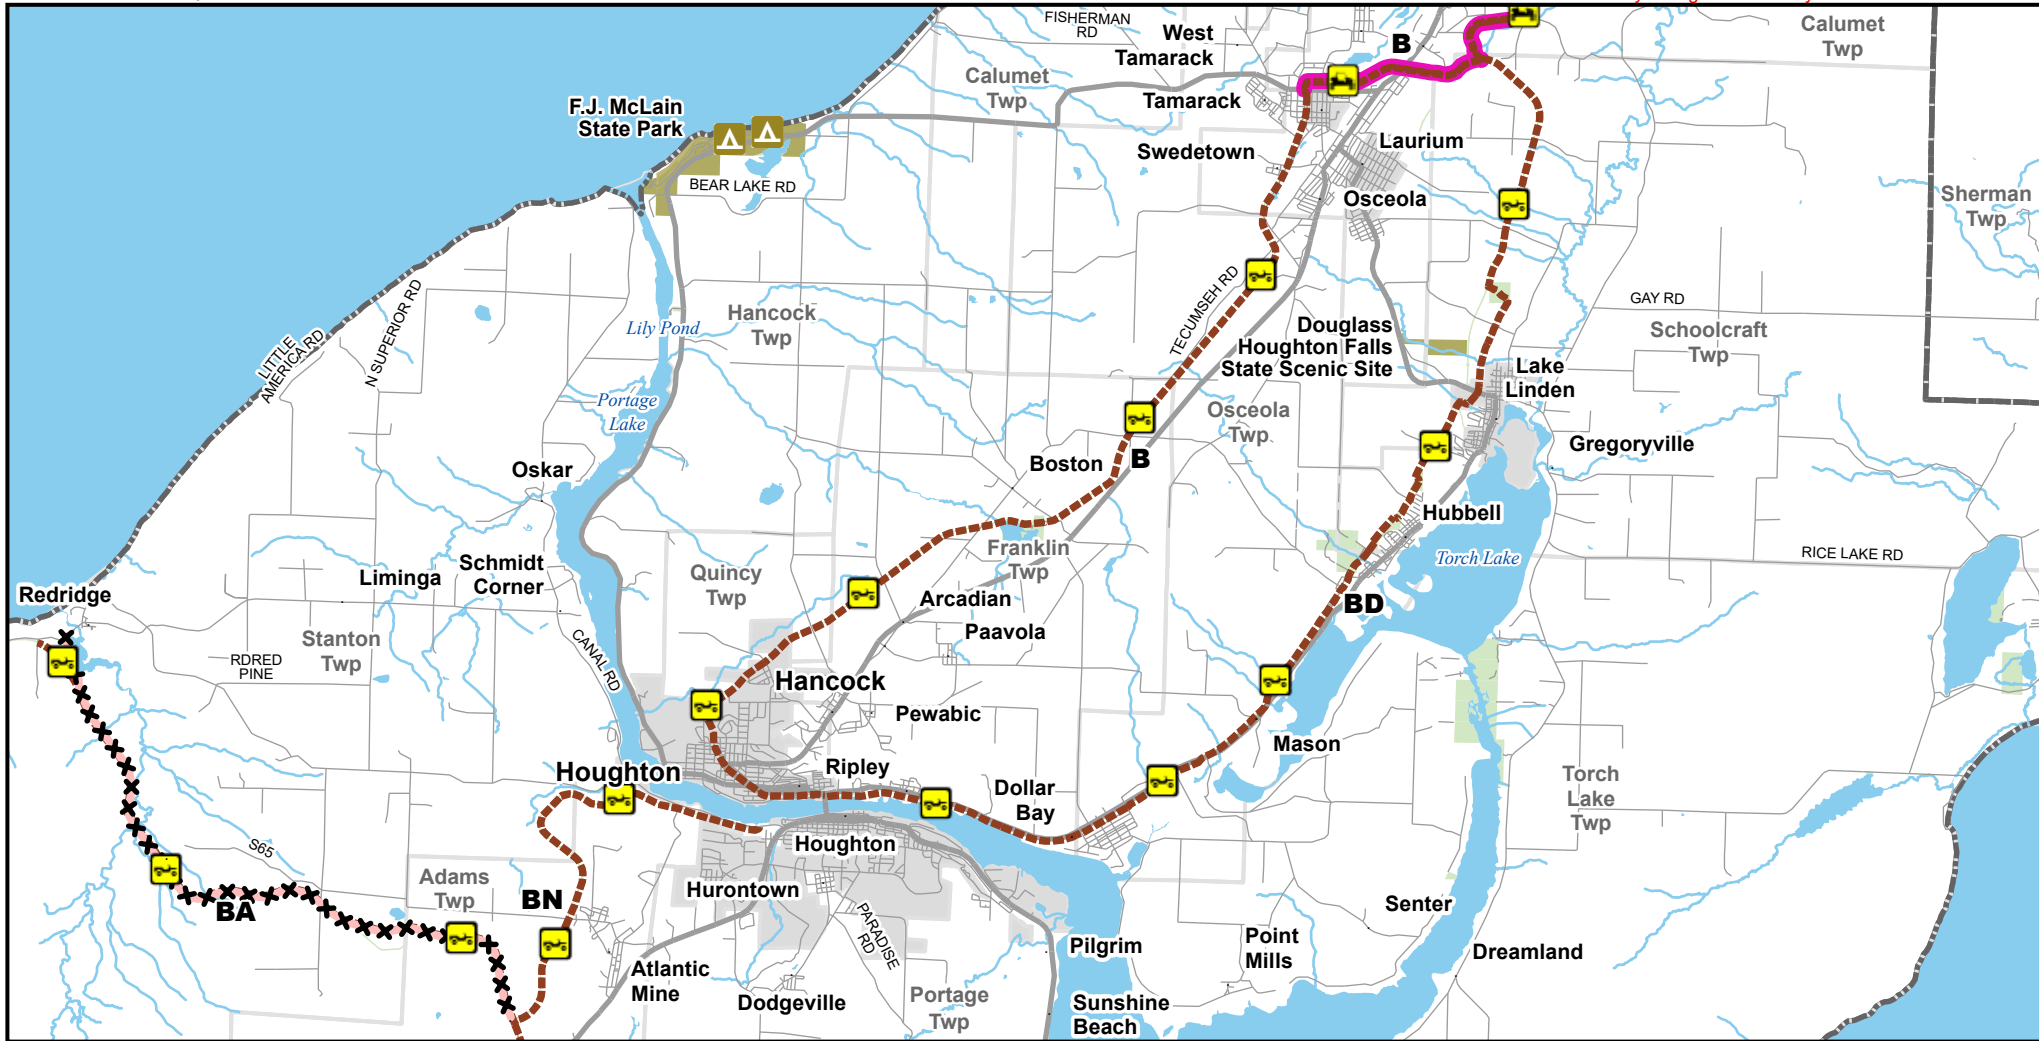 FISHERMAN
RD
West
Tamarack
B
Calumet
Twp
Calumet
Twp
F.J. McLain
State Park
Tamarack
Laurium
Swedetown
BEAR LAKE RD
Osceola
Sherman
Twp
TECUMSEH RD
N SUPERIOR RD
LITTLE
AMERICA RD
Hancock
Twp
Lily Pond
GAY RD
Douglass
Houghton Falls
State Scenic Site
Schoolcraft
Twp
Lake
Linden
Portage
Lake
Osceola
Twp
Gregoryville
Boston
B
Oskar
Hubbell
Franklin
Twp
Torch Lake
RICE LAKE RD
Schmidt
Corner
Liminga
Quincy
Twp
Redridge
Arcadian
BD
Paavola
Stanton
Twp
RDRED
PINE
CANAL RD
Hancock
Pewabic
Mason
Houghton
Ripley
Dollar
Bay
Torch
Lake
Twp
Houghton
S65
Adams
Twp
Hurontown
BA
BN
Senter
PARADISE
RD
Pilgrim
Point
Mills
Dreamland
Atlantic
Mine
Dodgeville
Portage
Twp
Sunshine
Beach